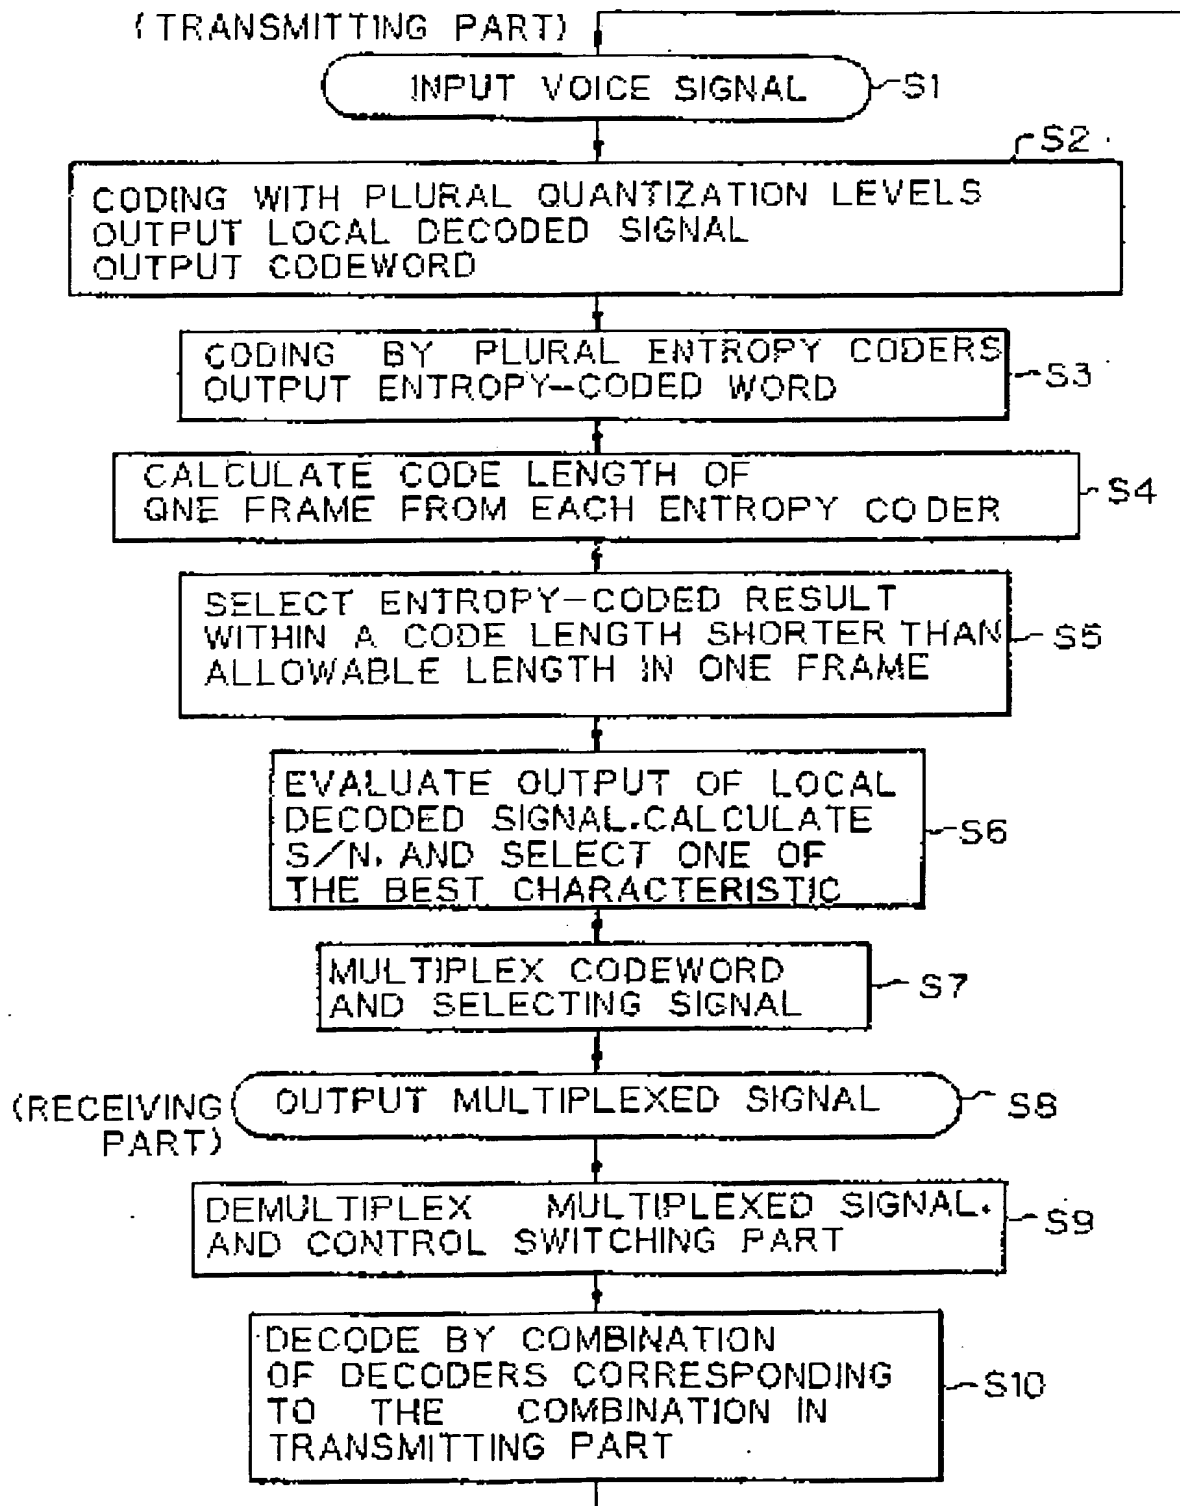 (TRANSMITTING PART)
INPUT VOICE SIGNAL
S1
S2
CODING WITH PLURAL QUANTIZATION LEVELS
OUTPUT LOCAL DECODED SIGNAL
OUTPUT CODEWORD
CODING BY PLURAL ENTROPY CODERS
OUTPUT ENTROPY-CODED WORD
S3
CALCULATE CODE LENGTH OF
ONE FRAME FROM EACH ENTROPY CODER
S4
SELECT ENTROPY-CODED RESULT
WITHIN A CODE LENGTH SHORTER THAN
ALLOWABLE LENGTH IN ONE FRAME
S5
EVALUATE OUTPUT OF LOCAL
DECODED SIGNAL.CALCULATE
S/N. AND SELECT ONE OF
THE BEST CHARACTERISTIC
S6
MULTIPLEX CODEWORD
AND SELECTING SIGNAL
S7
(RECEIVING
PART)
OUTPUT MULTIPLEXED SIGNAL
S8
DEMULTIPLEX MULTIPLEXED SIGNAL.
AND CONTROL SWITCHING PART
S9
DECODE BY COMBINATION
OF DECODERS CORRESPONDING
TO THE COMBINATION IN
TRANSMITTING PART
S10